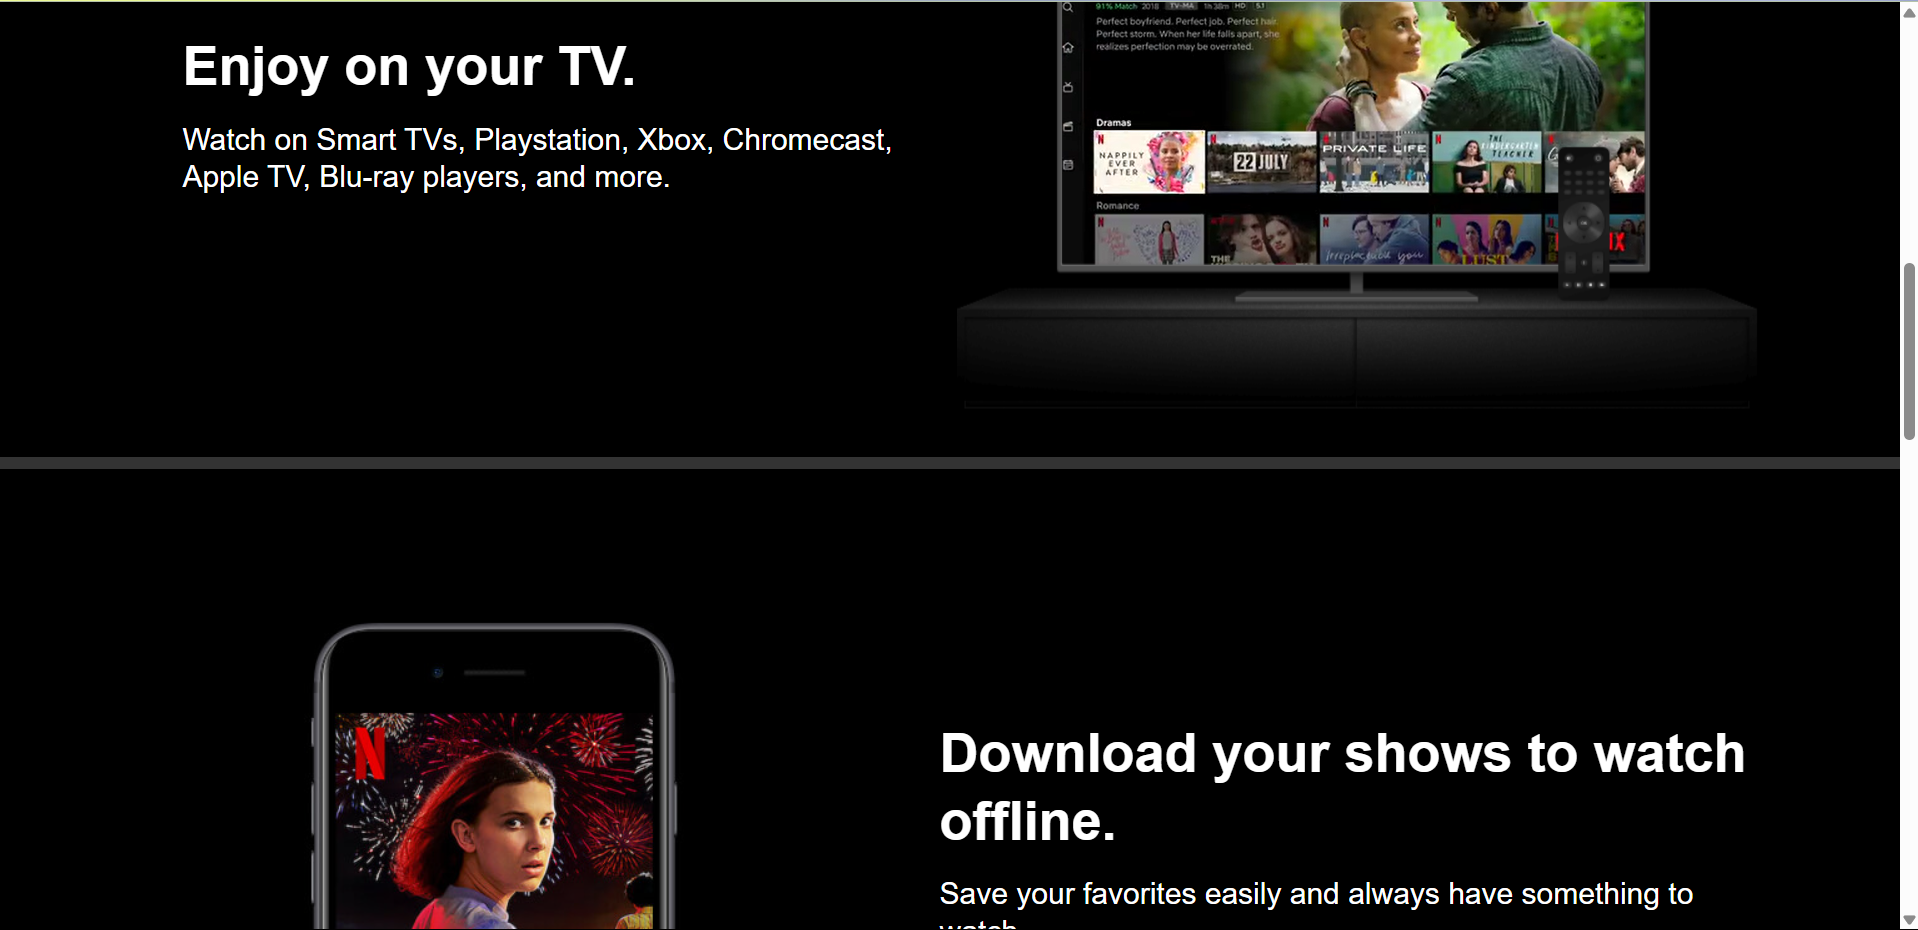 Enjoy on your TV.
Watch on Smart TVs, Playstation, Xbox, Chromecast,
Apple TV, Blu-ray players, and more.
91% Match 2018 TV-MA 1h 38m HD 5.1
Perfect boyfriend. Perfect job. Perfect hair.
Perfect storm. When her life falls apart, she
realizes perfection may be overrated.
Dramas
NAPPILY
EVER
AFTER
22 JULY
PRIVATE LIFE
THE
KINDERGARTEN
TEACHER
Romance
THE
Irreplaceable you
LUST
Download your shows to watch
offline.
Save your favorites easily and always have something to
watch